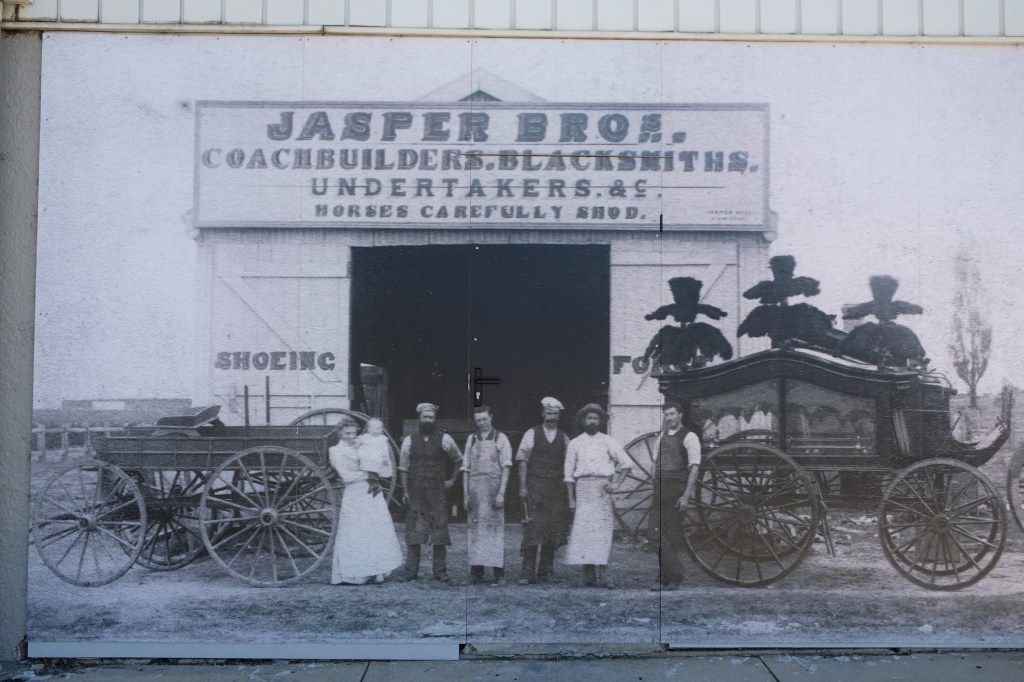 JASPER BROS.
COACHBUILDERS.BLACKSMITHS.
UNDERTAKERS.&C
HORSES CAREFULLY SHOD.
SHOEING